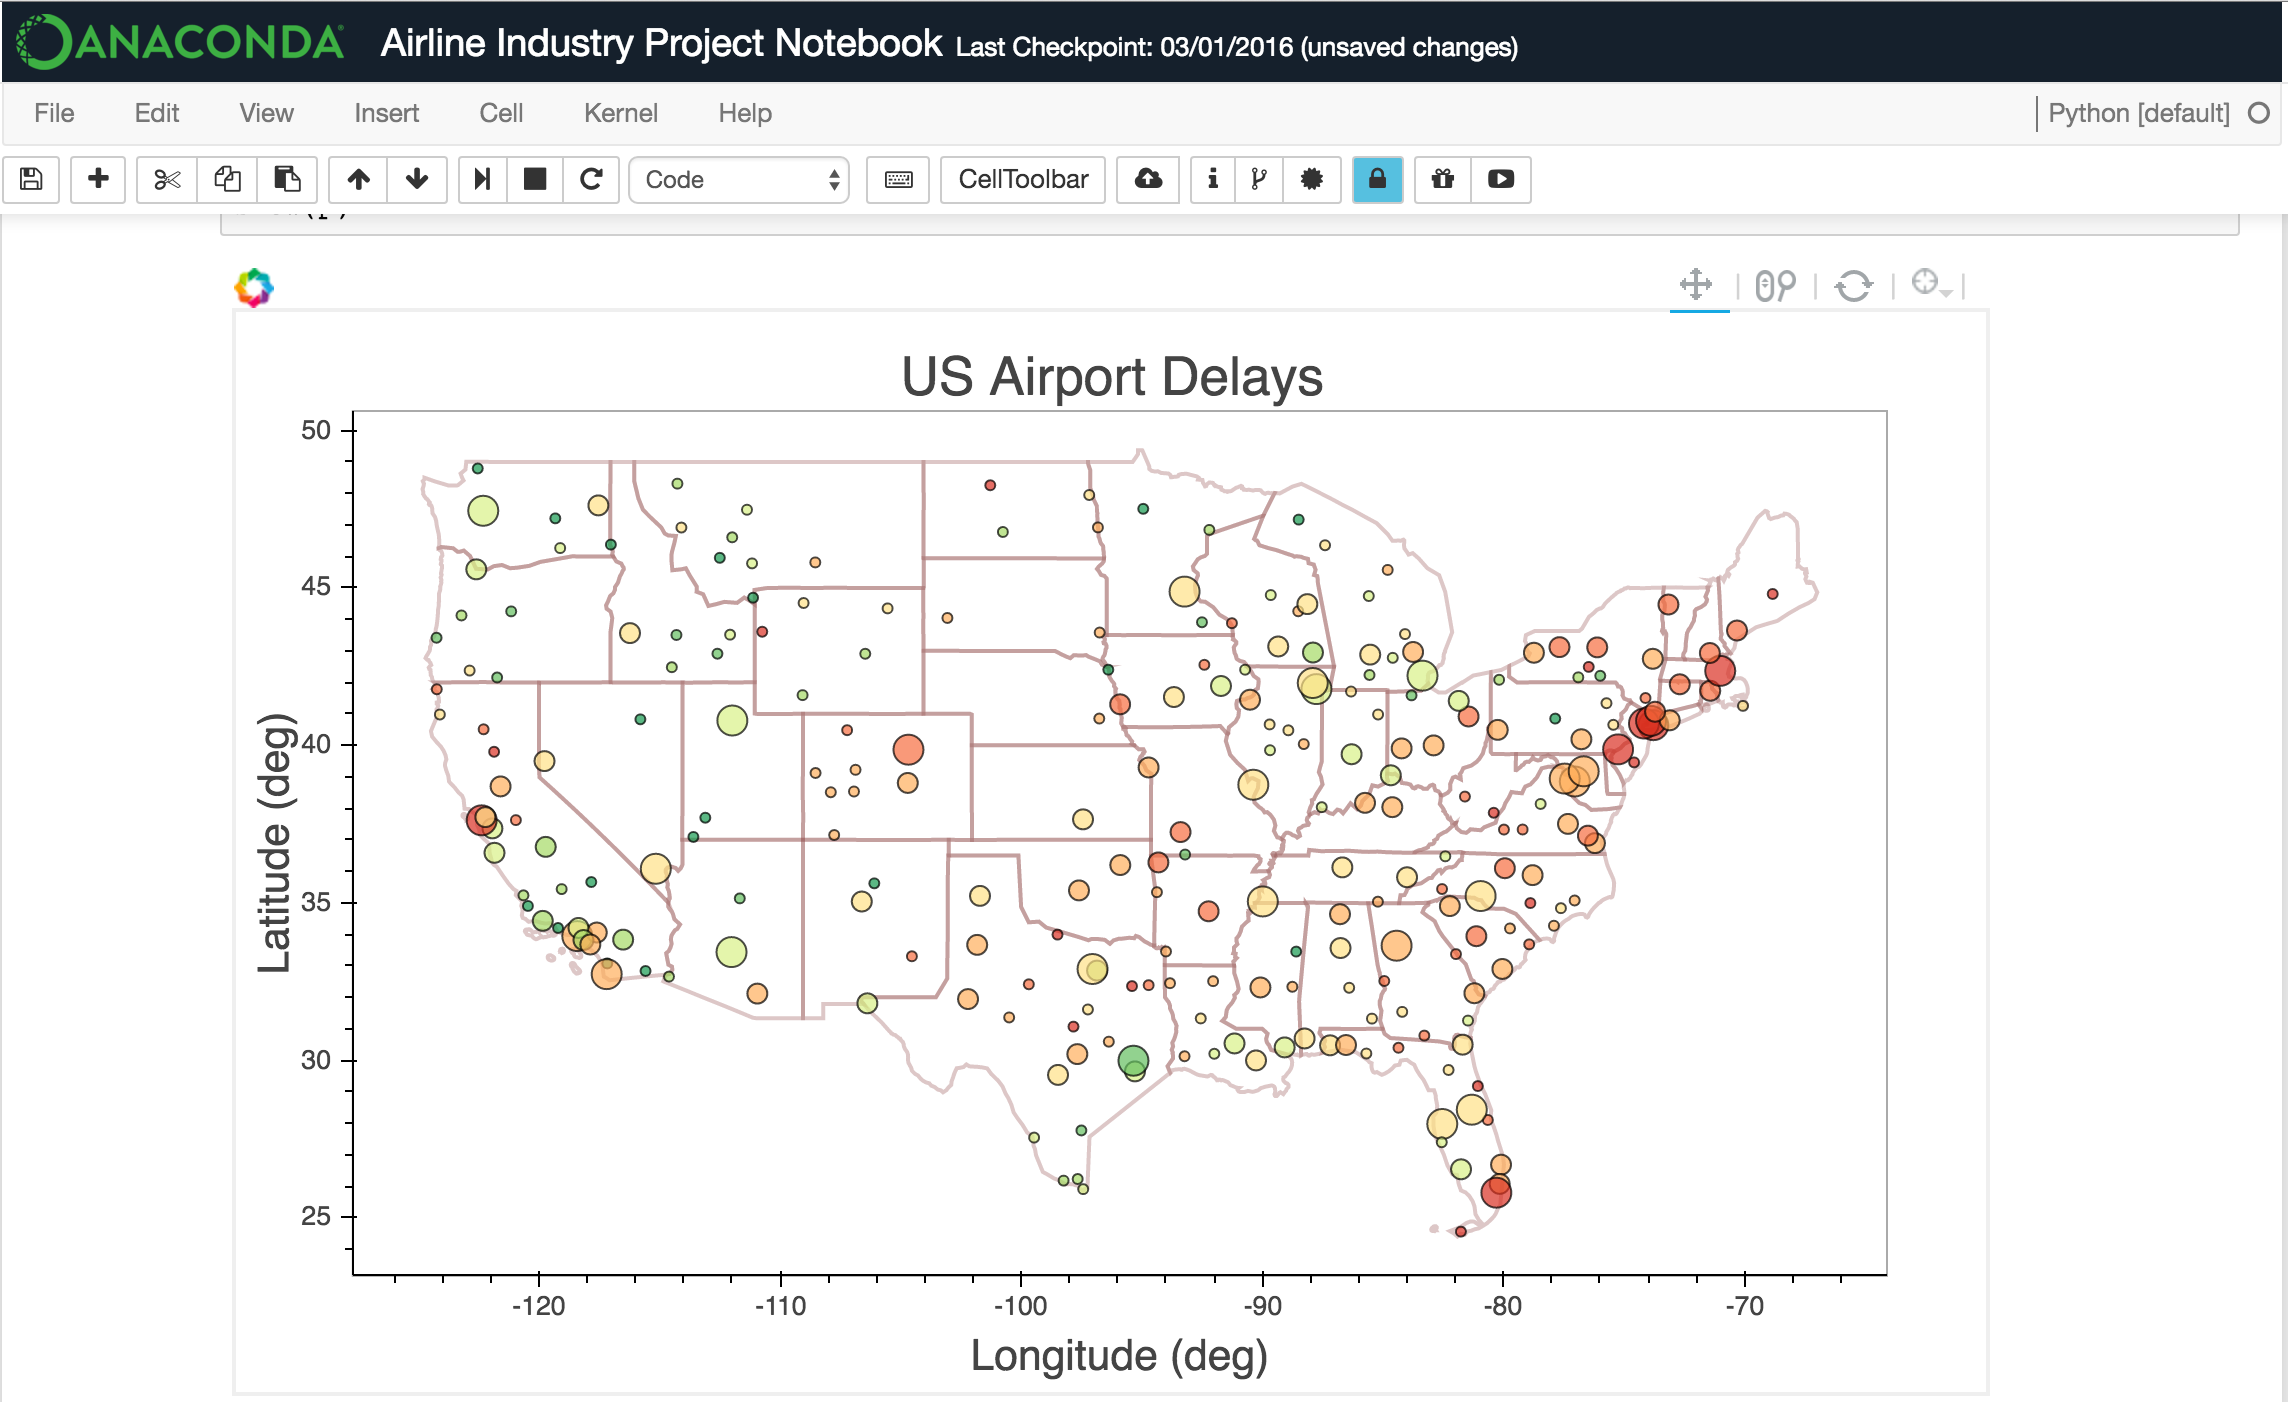 ANACONDA Airline Industry Project Notebook Last Checkpoint: 03/01/2016 (unsaved changes)
File Edit View Insert Cell Kernel Help Python [default]
Code CellToolbar
US Airport Delays
50
45
40
35
30
25
Latitude (deg)
-120 -110 -100 -90 -80 -70
Longitude (deg)